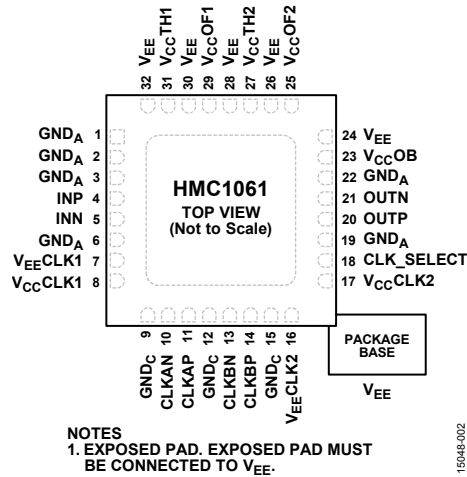 32 VEE
31 VCCTH1
30 VEE
29 VCCOF1
28 VEE
27 VCCTH2
26 VEE
25 VCCOF2
GNDA 1
GNDA 2
GNDA 3
INP 4
INN 5
GNDA 6
VEECLK1 7
VCCCLK1 8
HMC1061
TOP VIEW
(Not to Scale)
24 VEE
23 VCCOB
22 GNDA
21 OUTN
20 OUTP
19 GNDA
18 CLK_SELECT
17 VCCCLK2
GNDC 9
CLKAN 10
CLKAP 11
GNDC 12
CLKBN 13
CLKBP 14
GNDC 15
VEECLK2 16
PACKAGE
BASE
VEE
NOTES
1. EXPOSED PAD. EXPOSED PAD MUST
BE CONNECTED TO VEE.
15048-002